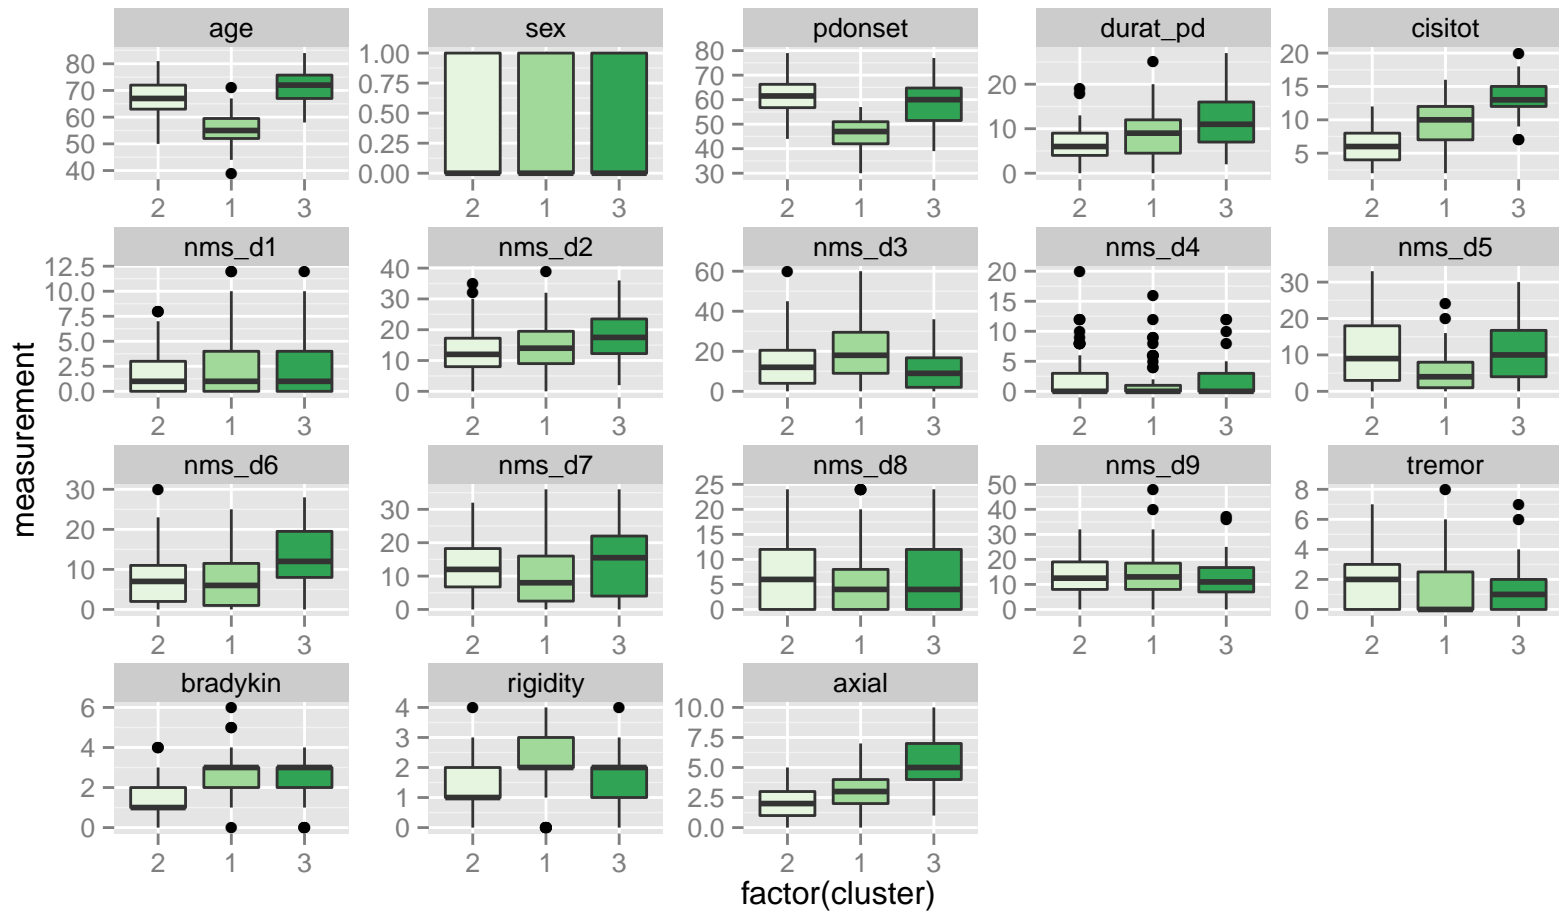 age sex pdonset durat_pd cisitot
80 70 60 50 40 1.00 0.75 0.50 0.25 0.00 80 70 60 50 40 30 20 10 0 20 15 10 5
2 1 3 2 1 3 2 1 3 2 1 3 2 1 3
nms_d1 nms_d2 nms_d3 nms_d4 nms_d5
12.5 10.0 7.5 5.0 2.5 0.0 40 30 20 10 0 60 40 20 0 20 15 10 5 0 30 20 10 0
2 1 3 2 1 3 2 1 3 2 1 3 2 1 3
measurement
nms_d6 nms_d7 nms_d8 nms_d9 tremor
30 20 10 0 30 20 10 0 25 20 15 10 5 0 50 40 30 20 10 0 8 6 4 2 0
2 1 3 2 1 3 2 1 3 2 1 3 2 1 3
bradykin rigidity axial
6 4 2 0 4 3 2 1 0 10.0 7.5 5.0 2.5 0.0
2 1 3 2 1 3 2 1 3
factor(cluster)